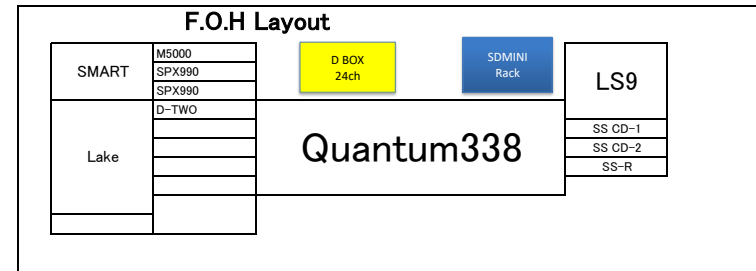 F.O.H Layout
SMART
M5000
SPX990
SPX990
D-TWO
Lake
D BOX
24ch
SDMINI
Rack
Quantum338
LS9
SS CD-1
SS CD-2
SS-R